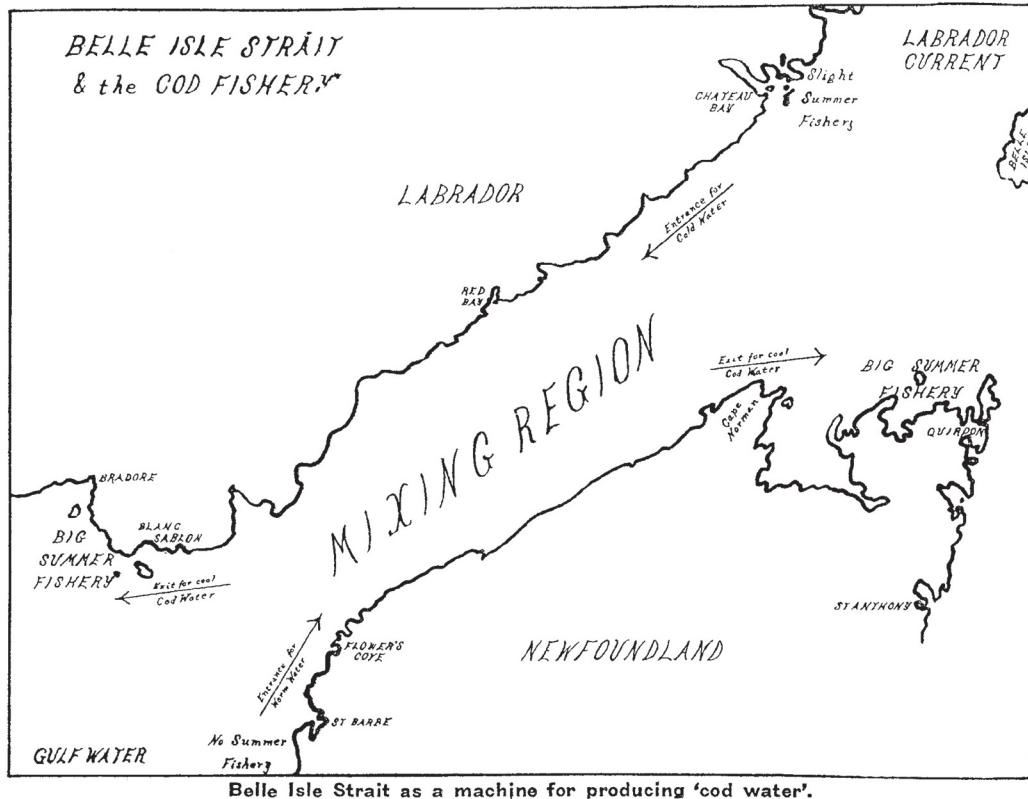 BELLE ISLE STRAIT
& the COD FISHERY
LABRADOR
CURRENT
Slight
Summer
Fishery
CHATEAU
BAY
BELLE
LABRADOR
Entrance for
Cold Water
RED
BAY
MIXING REGION
Exit for cool
Cod Water
BIG SUMMER
FISHERY
Cape
Norman
QUIRPON
BRADORE
BLANC
SABLON
BIG
SUMMER
FISHERY
Exit for cool
Cod Water
ST ANTHONY
FLOWER'S
COVE
NEWFOUNDLAND
Entrance for
Warm Water
ST BARBE
No Summer
Fishery
GULF WATER
Belle Isle Strait as a machine for producing 'cod water'.